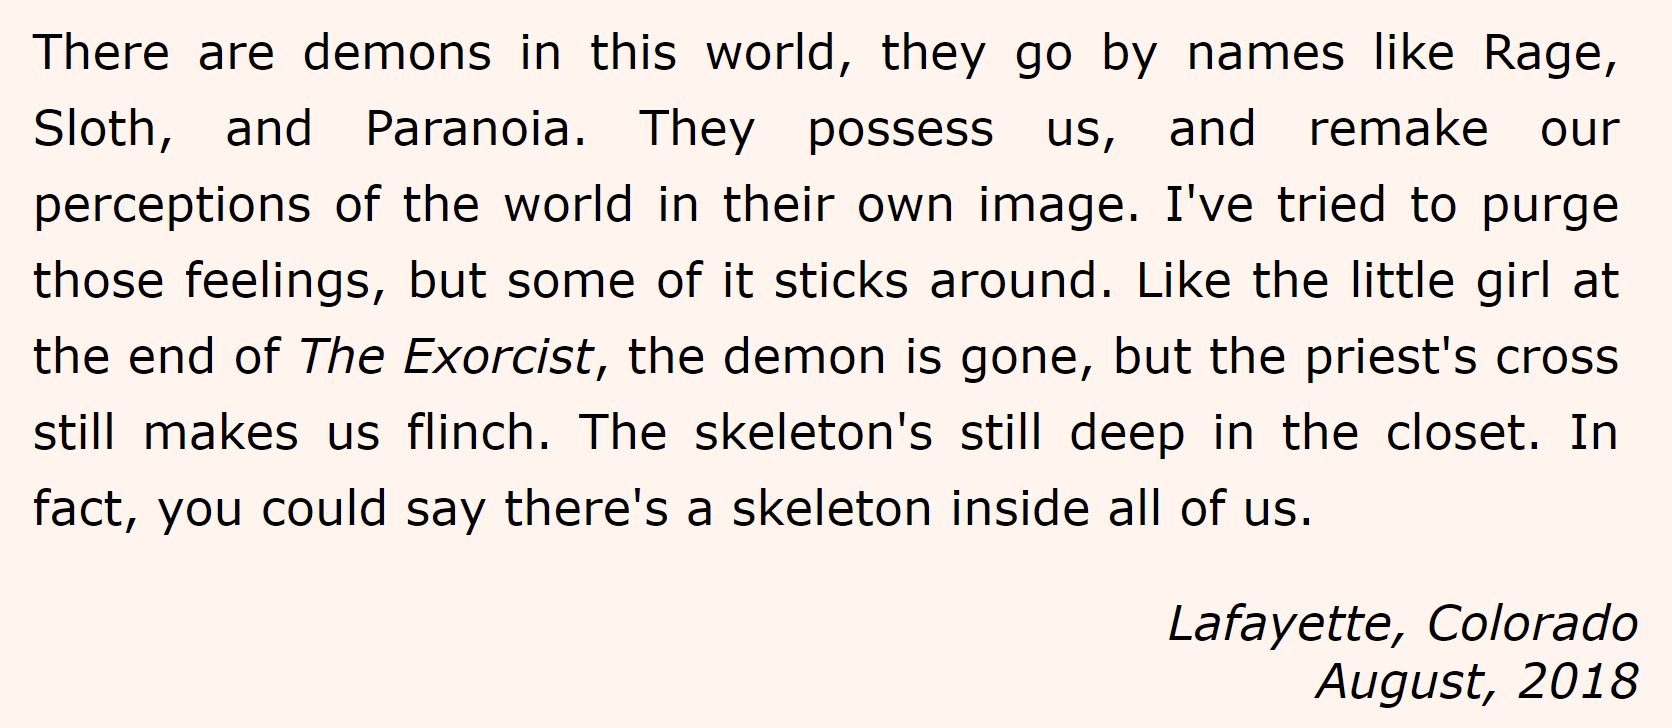 There are demons in this world, they go by names like Rage,
Sloth, and Paranoia. They possess us, and remake our
perceptions of the world in their own image. I've tried to purge
those feelings, but some of it sticks around. Like the little girl at
the end of The Exorcist, the demon is gone, but the priest's cross
still makes us flinch. The skeleton's still deep in the closet. In
fact, you could say there's a skeleton inside all of us.
Lafayette, Colorado
August, 2018